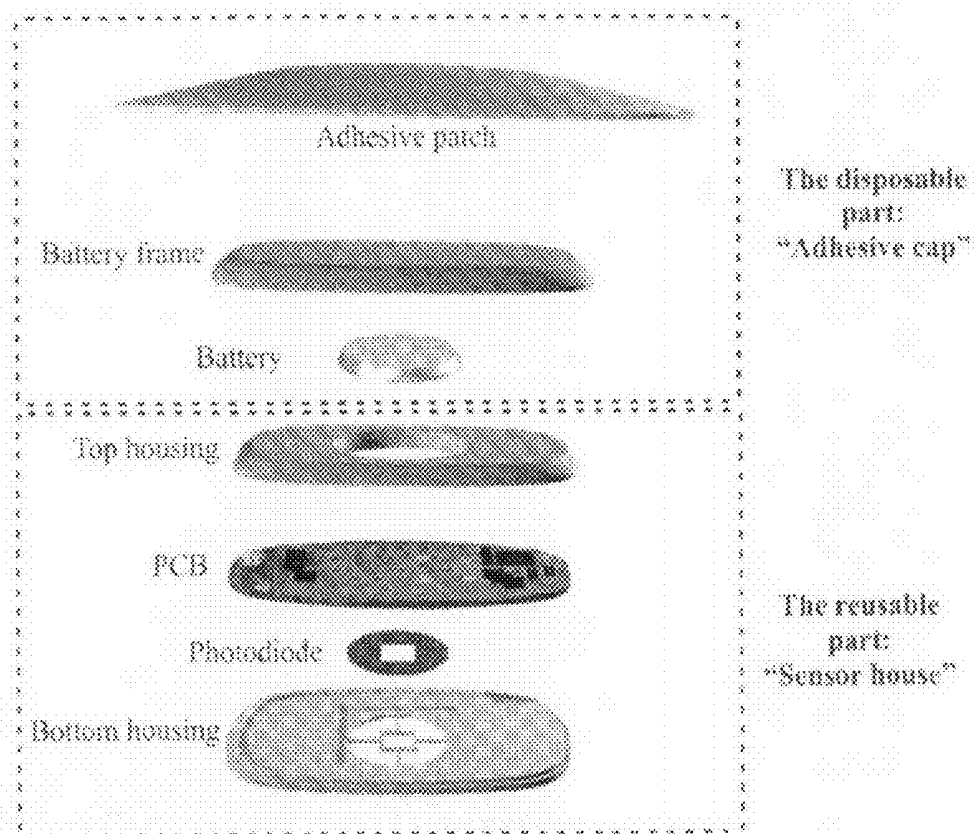 Adhesive patch
The disposable
part:
“Adhesive cap”
Battery frame
Battery
Top housing
PCB
The reusable
part:
“Sensor house”
Photodiode
Bottom housing